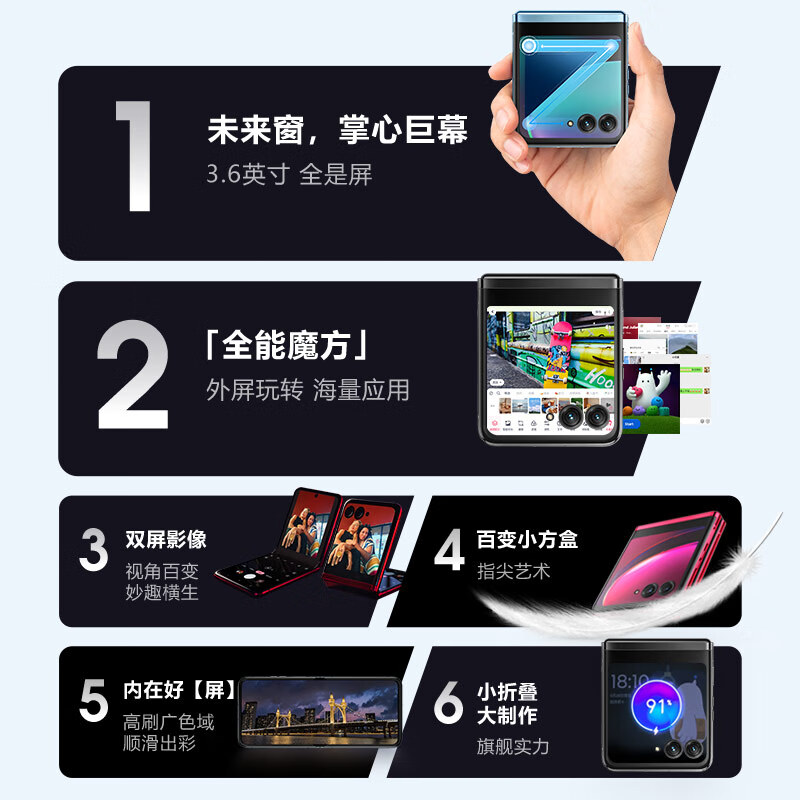 1
未来窗，掌心巨幕
3.6英寸 全是屏
2
「全能魔方」
外屏玩转 海量应用
Hoo
Start
3
双屏影像
视角百变
妙趣横生
4
百变小方盒
指尖艺术
5
内在好【屏】
高刷广色域
顺滑出彩
6
小折叠
大制作
旗舰实力
18:10
91%